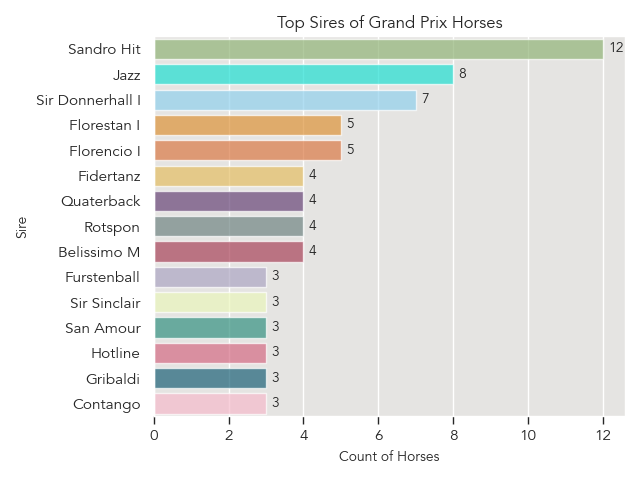 Top Sires of Grand Prix Horses
Sandro Hit 12
Jazz 8
Sir Donnerhall I 7
Florestan I 5
Florencio I 5
Fidertanz 4
Quaterback 4
Rotspon 4
Belissimo M 4
Furstenball 3
Sir Sinclair 3
San Amour 3
Hotline 3
Gribaldi 3
Contango 3
Sire
0 2 4 6 8 10 12
Count of Horses